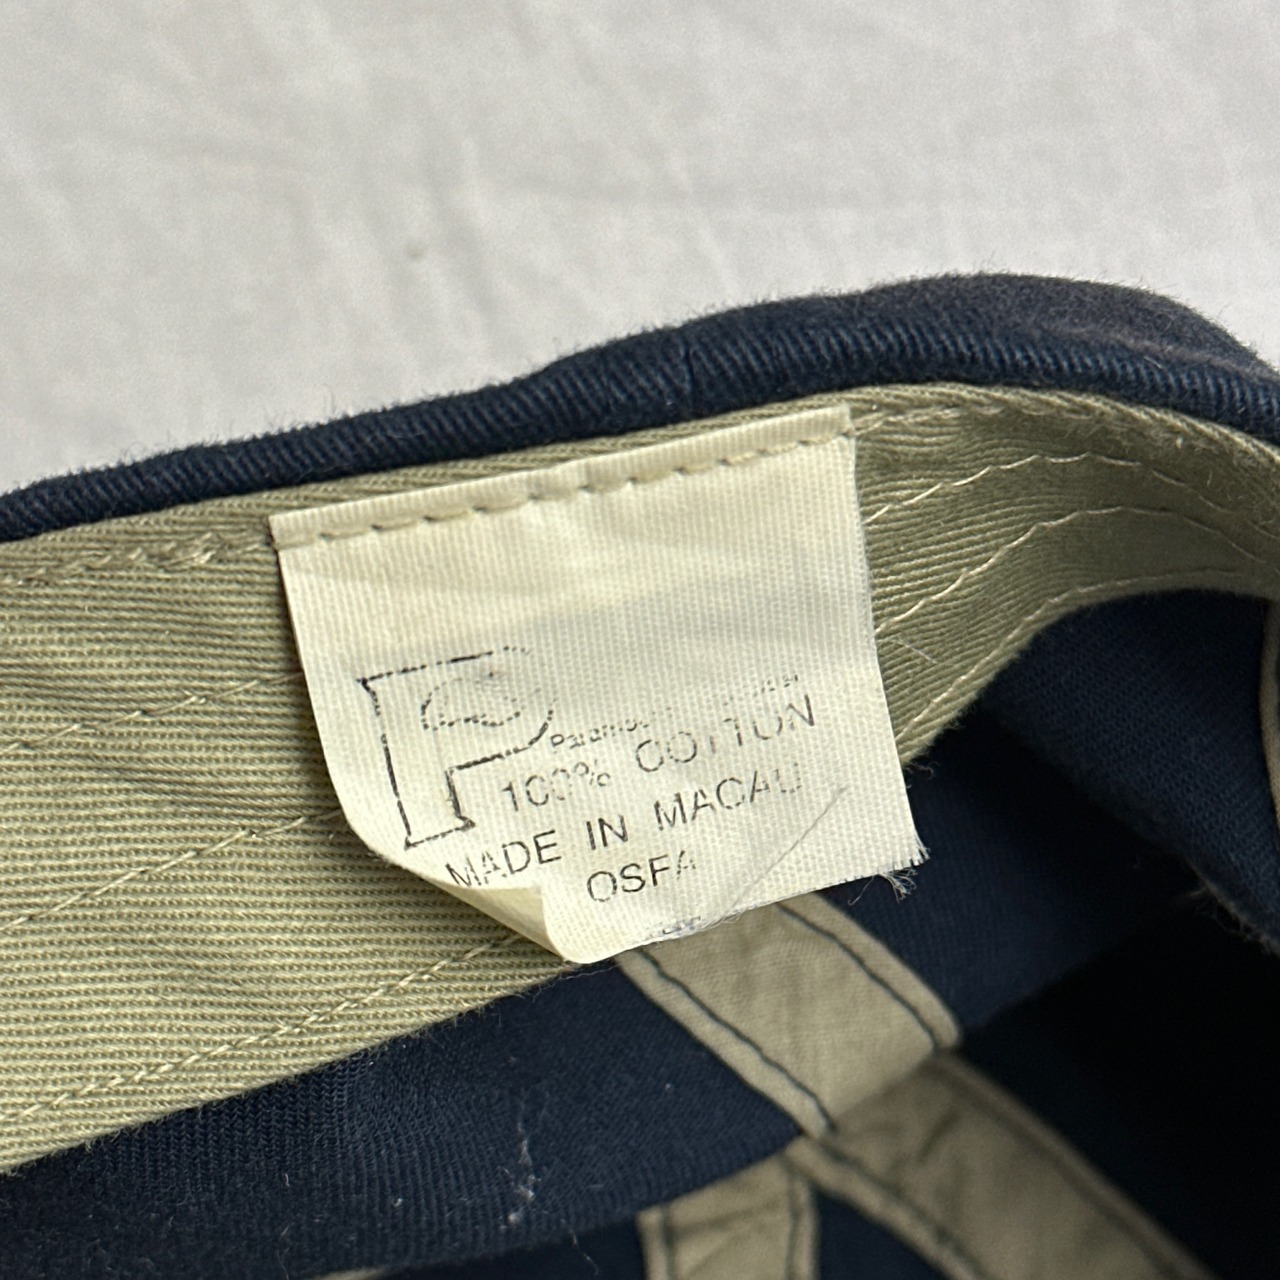 P
100% COTTON
MADE IN MACAU
OSFA